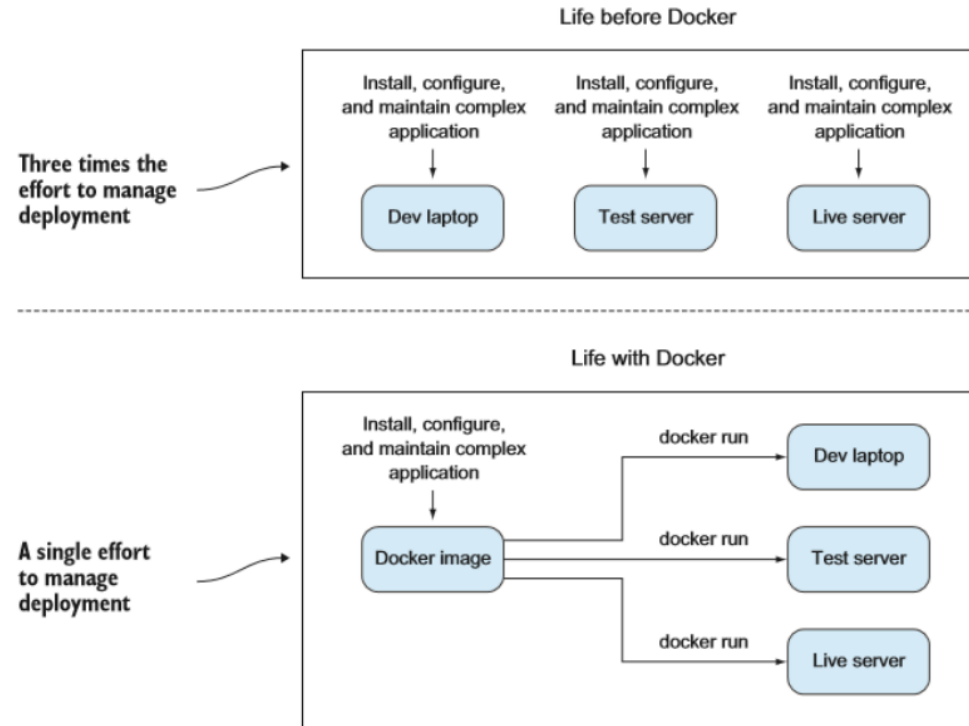 Life before Docker
Install, configure,
and maintain complex
application
Install, configure,
and maintain complex
application
Install, configure,
and maintain complex
application
Three times the
effort to manage
deployment
Dev laptop
Test server
Live server
Life with Docker
Install, configure,
and maintain complex
application
docker run
Dev laptop
A single effort
to manage
deployment
Docker image
docker run
Test server
docker run
Live server